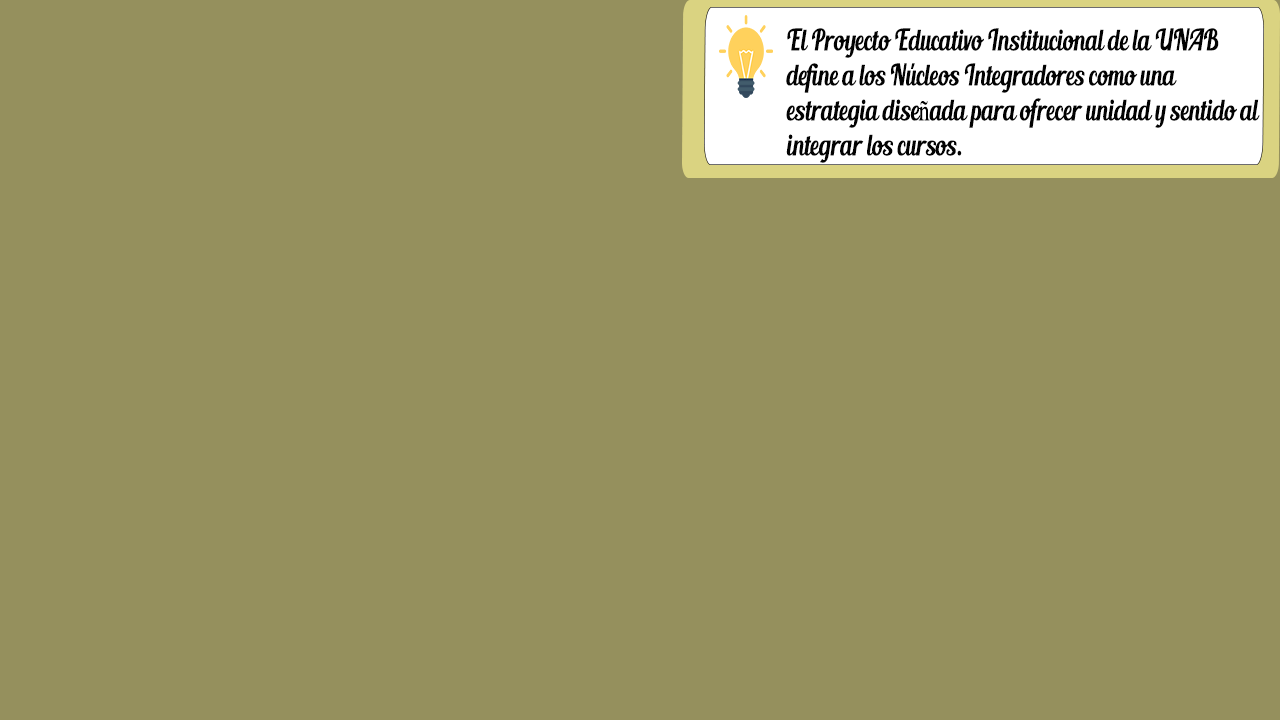 El Proyecto Educativo Institucional de la UNAB
define a los Núcleos Integradores como una
estrategia diseñada para ofrecer unidad y sentido al
integrar los cursos.